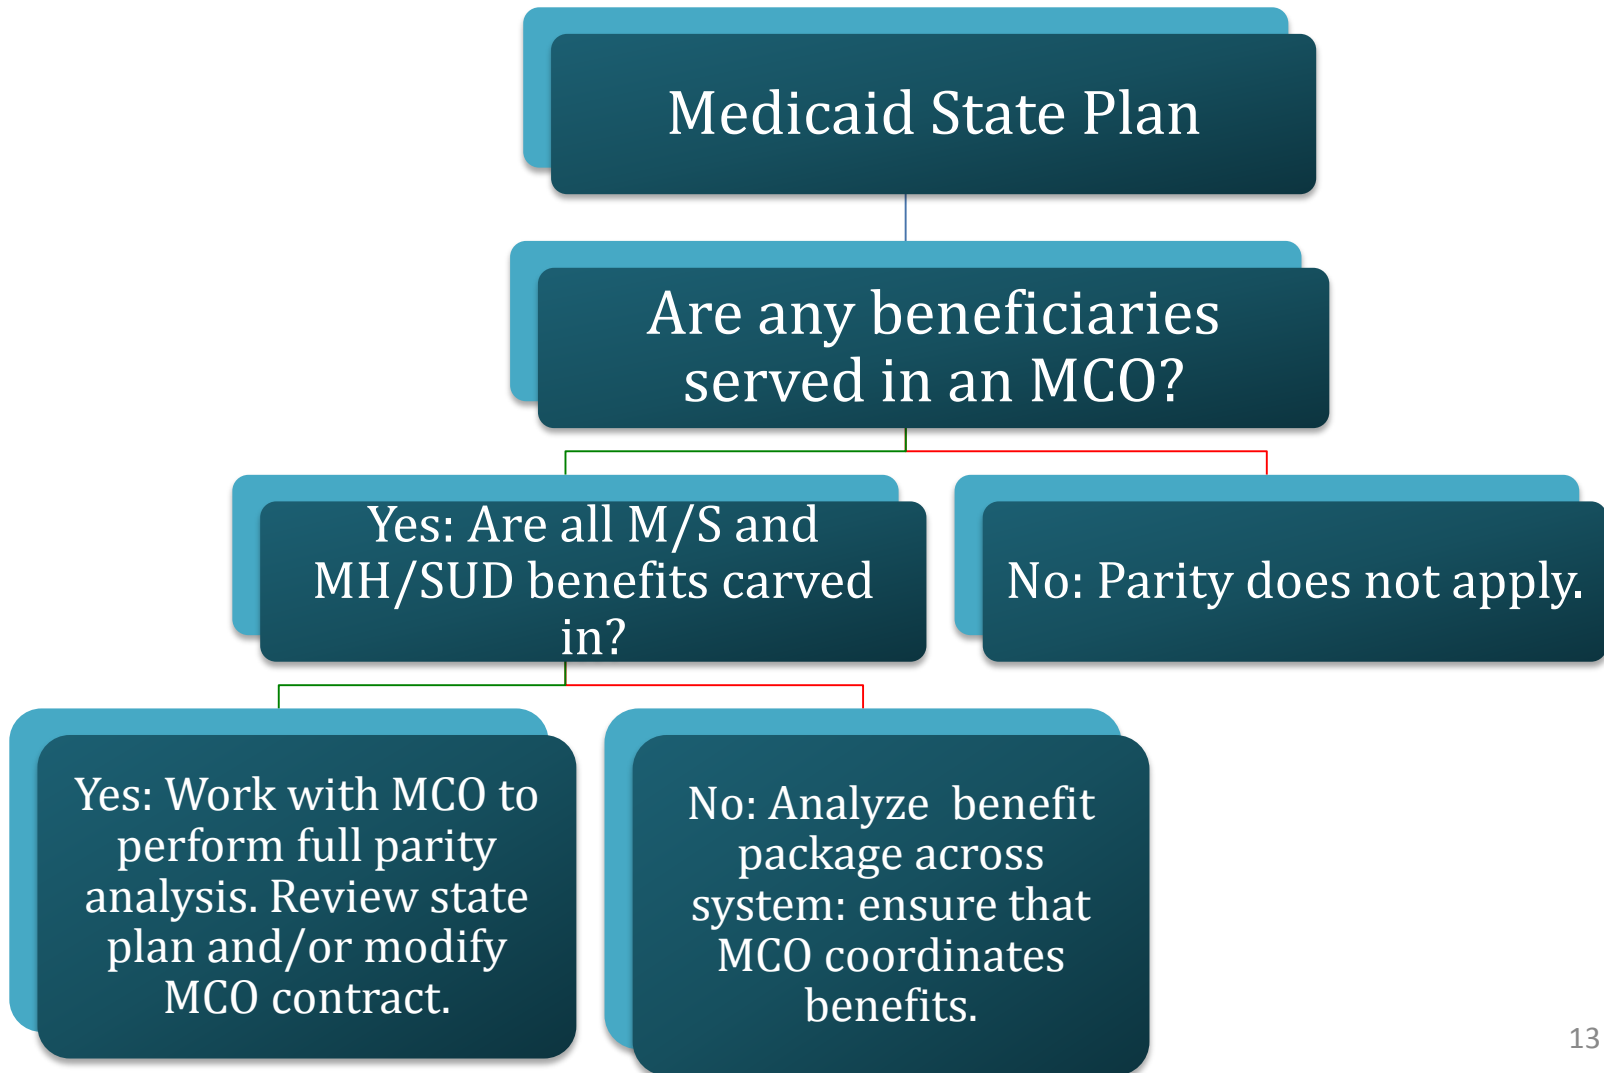 Medicaid State Plan
Are any beneficiaries
served in an MCO?
Yes: Are all M/S and
MH/SUD benefits carved
in?
No: Parity does not apply.
Yes: Work with MCO to
perform full parity
analysis. Review state
plan and/or modify
MCO contract.
No: Analyze  benefit
package across
system: ensure that
MCO coordinates
benefits.
13